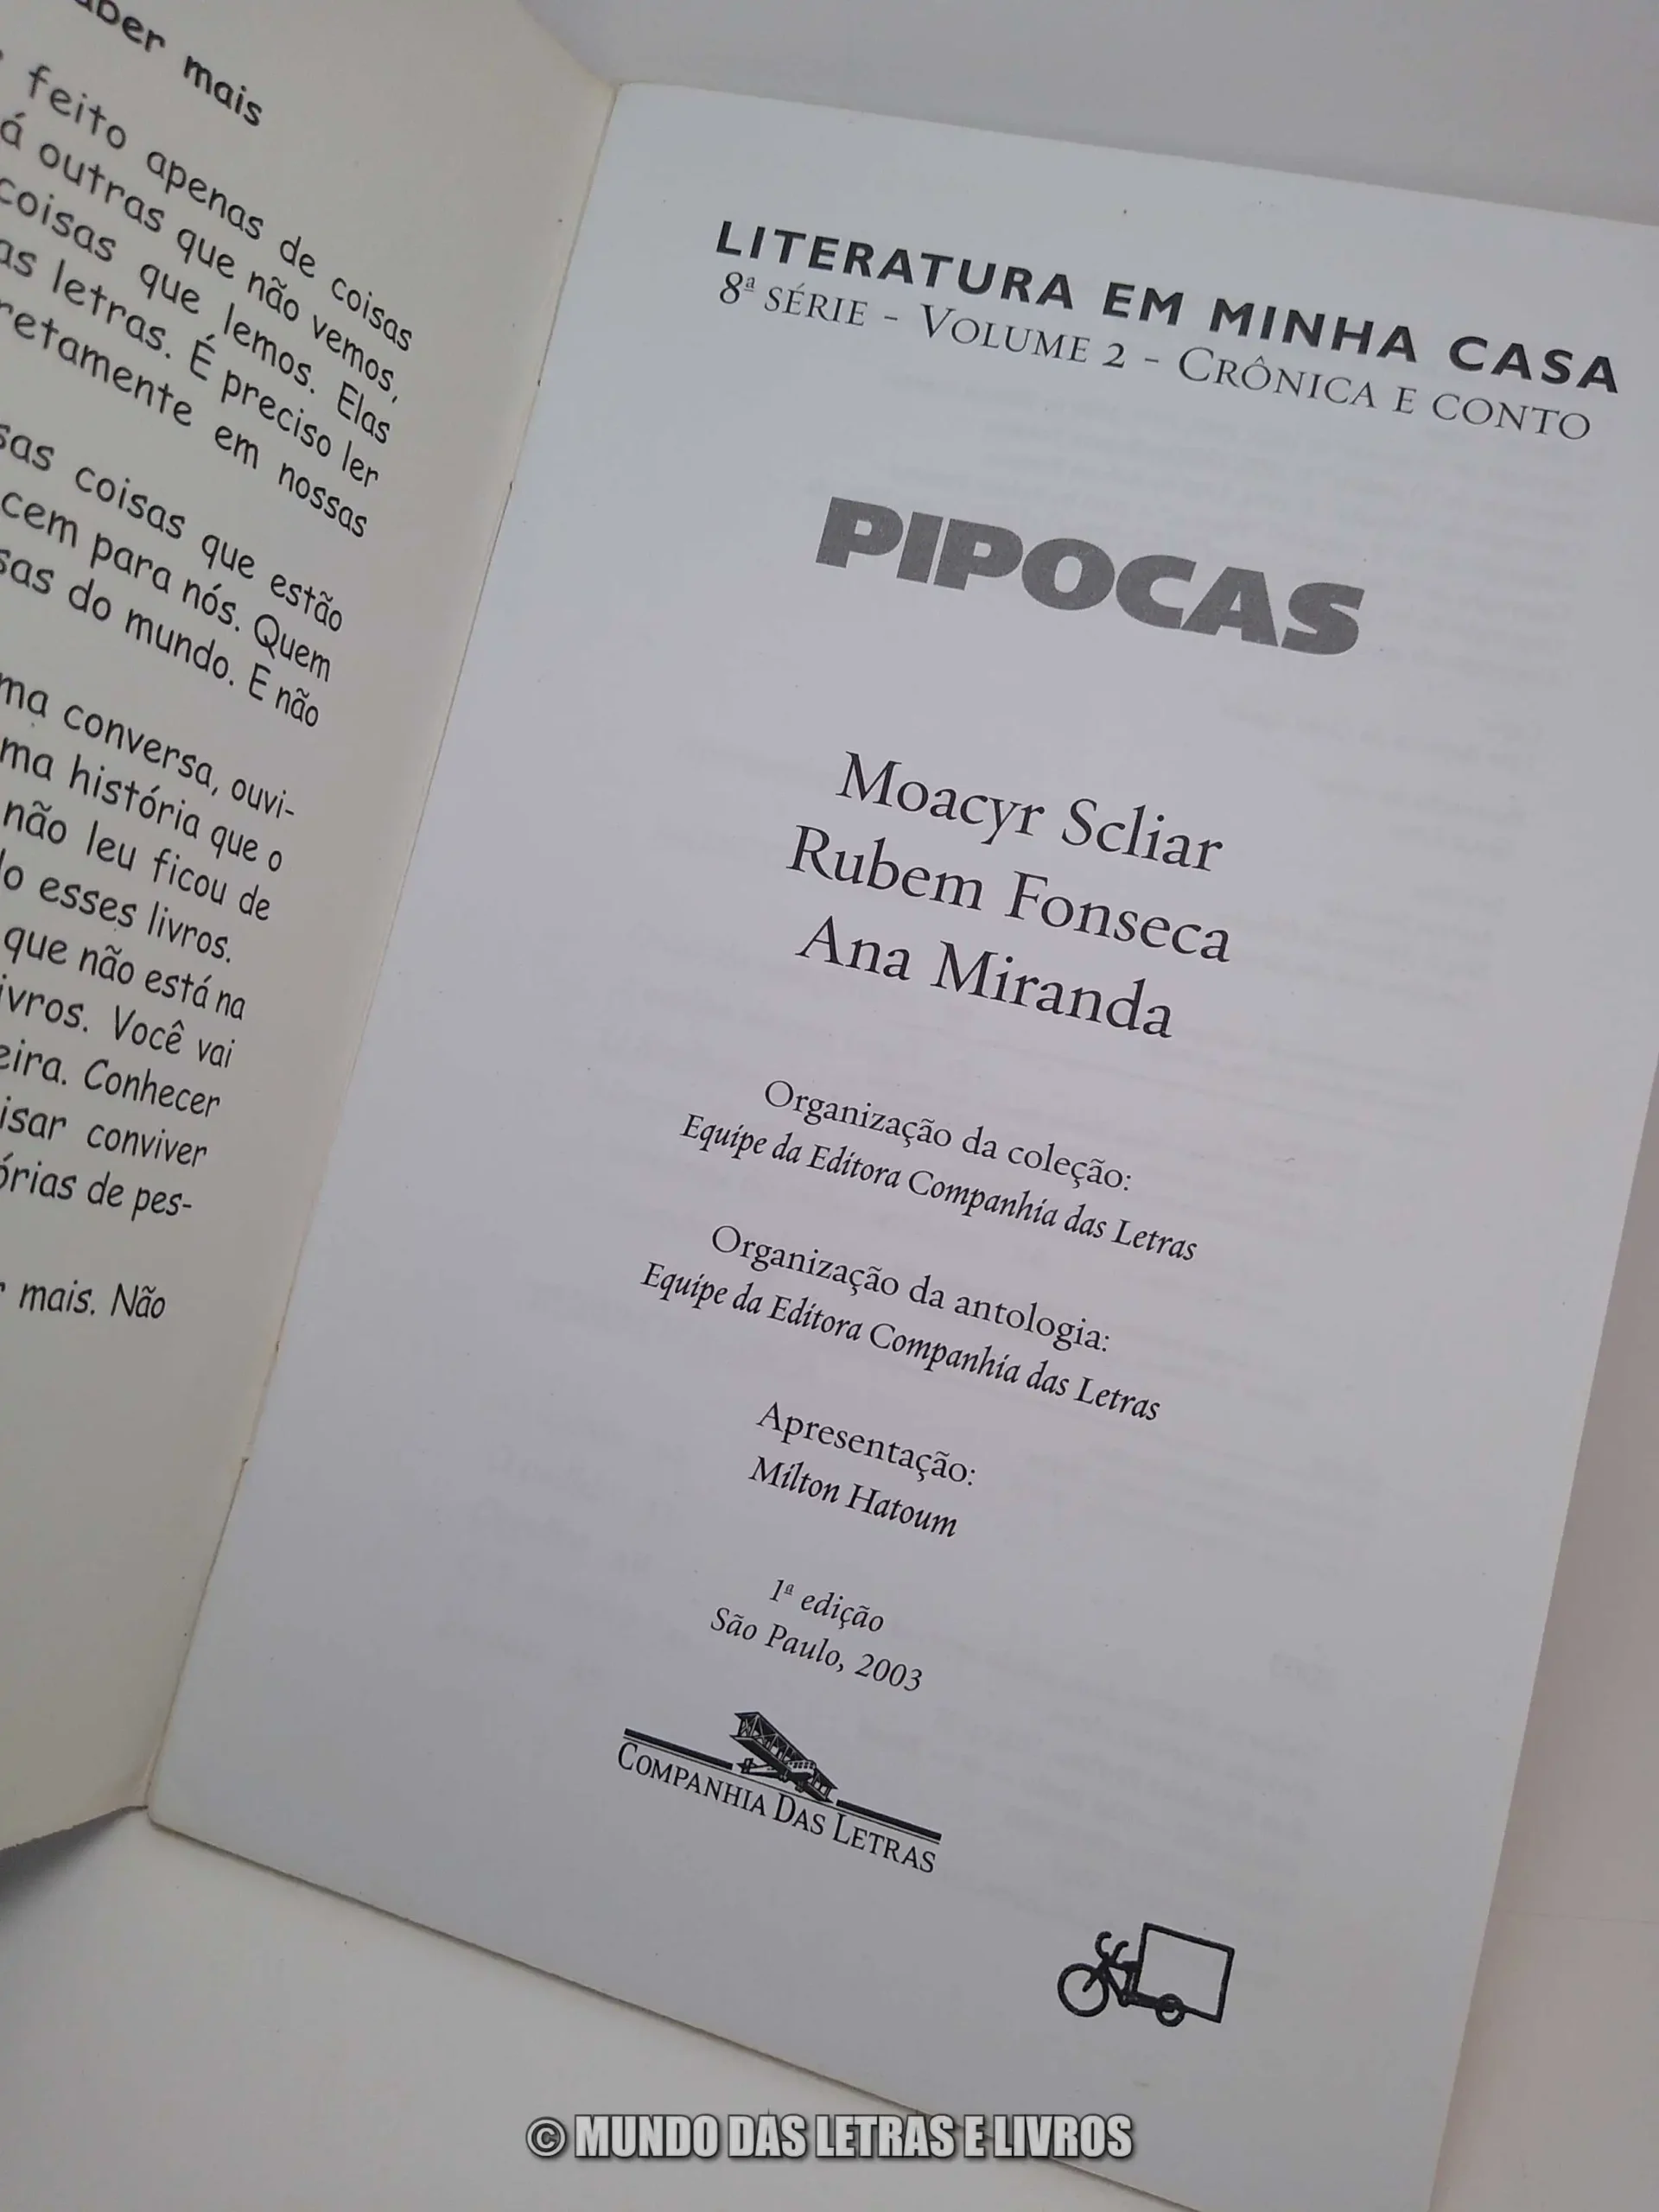 mais
feito apenas de coisas
á outras que não vemos,
coisas que lemos. Elas
as letras. É preciso ler
retamente em nossas
sas coisas que estão
cem para nós. Quem
sas do mundo. E não
ma conversa, ouvi-
ma história que o
não leu ficou de
do esses livros.
que não está na
ivros. Você vai
eira. Conhecer
isar conviver
órias de pes-
mais. Não
LITERATURA EM MINHA CASA
8ª SÉRIE - VOLUME 2 - CRÔNICA E CONTO
PIPOCAS
Moacyr Scliar
Rubem Fonseca
Ana Miranda
Organização da coleção:
Equipe da Editora Companhia das Letras
Organização da antologia:
Equipe da Editora Companhia das Letras
Apresentação:
Milton Hatoum
1ª edição
São Paulo, 2003
COMPANHIA DAS LETRAS
© MUNDO DAS LETRAS E LIVROS